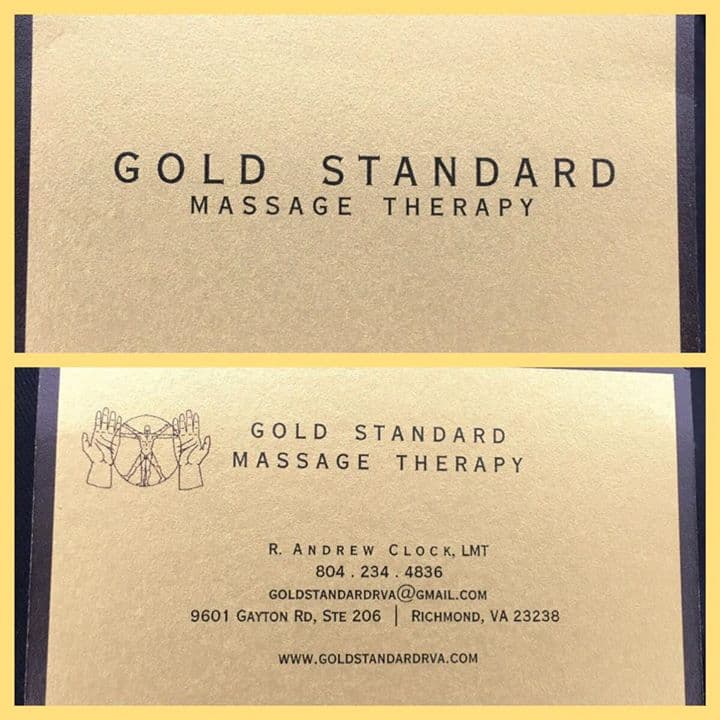 GOLD STANDARD
MASSAGE THERAPY
GOLD STANDARD
MASSAGE THERAPY
R. ANDREW CLOCK, LMT
804 . 234 . 4836
GOLDSTANDARDRVA@GMAIL.COM
9601 GAYTON RD, STE 206 | RICHMOND, VA 23238
WWW.GOLDSTANDARDRVA.COM